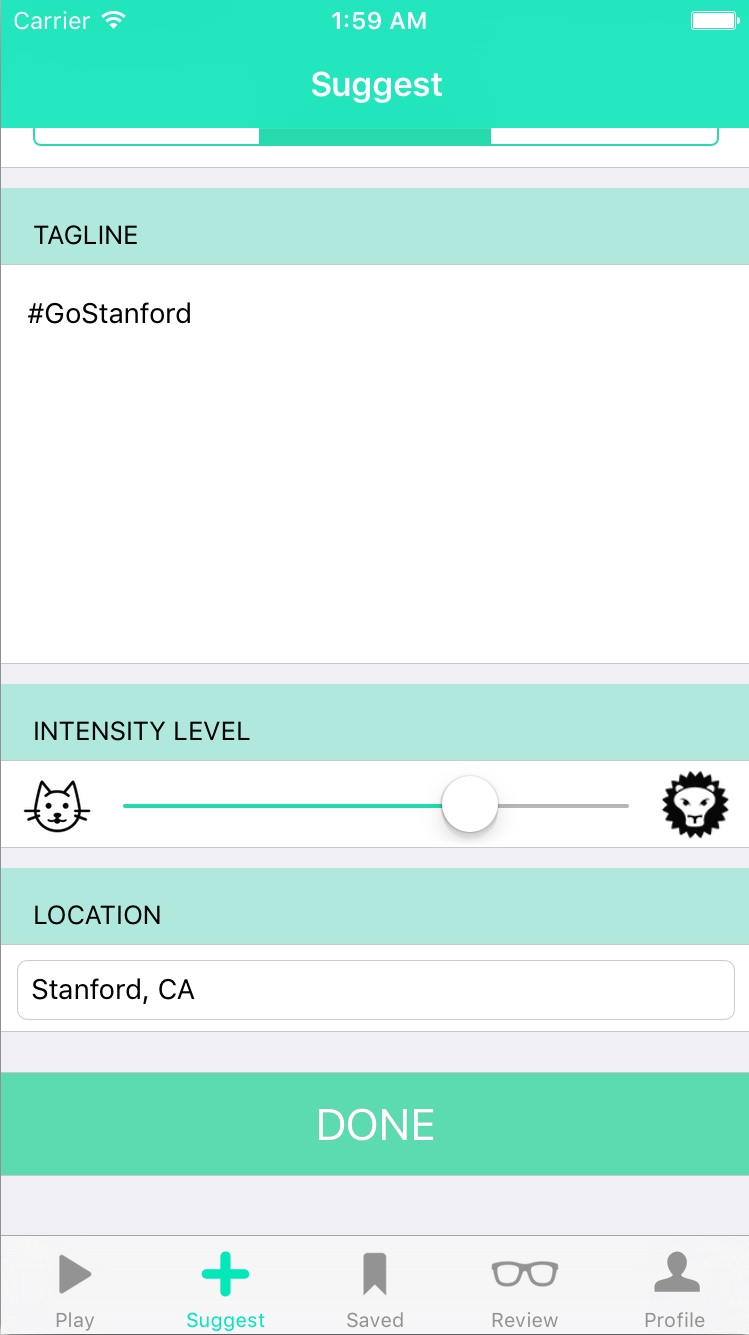 Carrier 1:59 AM
Suggest
TAGLINE
#GoStanford
INTENSITY LEVEL
LOCATION
Stanford, CA
DONE
Play Suggest Saved Review Profile